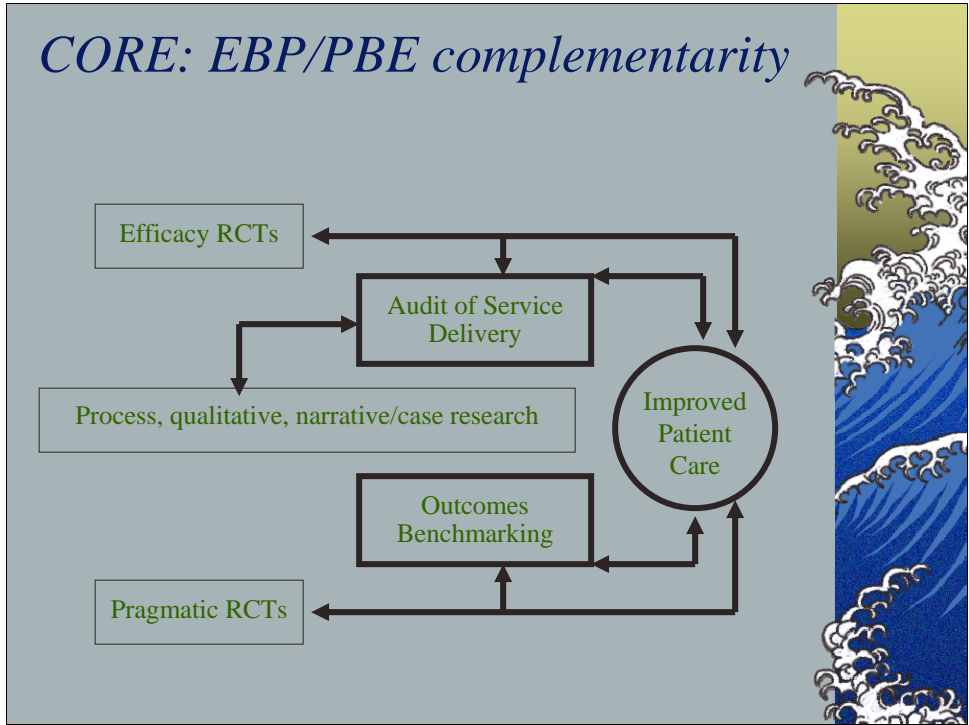 CORE: EBP/PBE complementarity
Efficacy RCTs
Audit of Service
Delivery
Process, qualitative, narrative/case research
Improved
Patient
Care
Outcomes
Benchmarking
Pragmatic RCTs